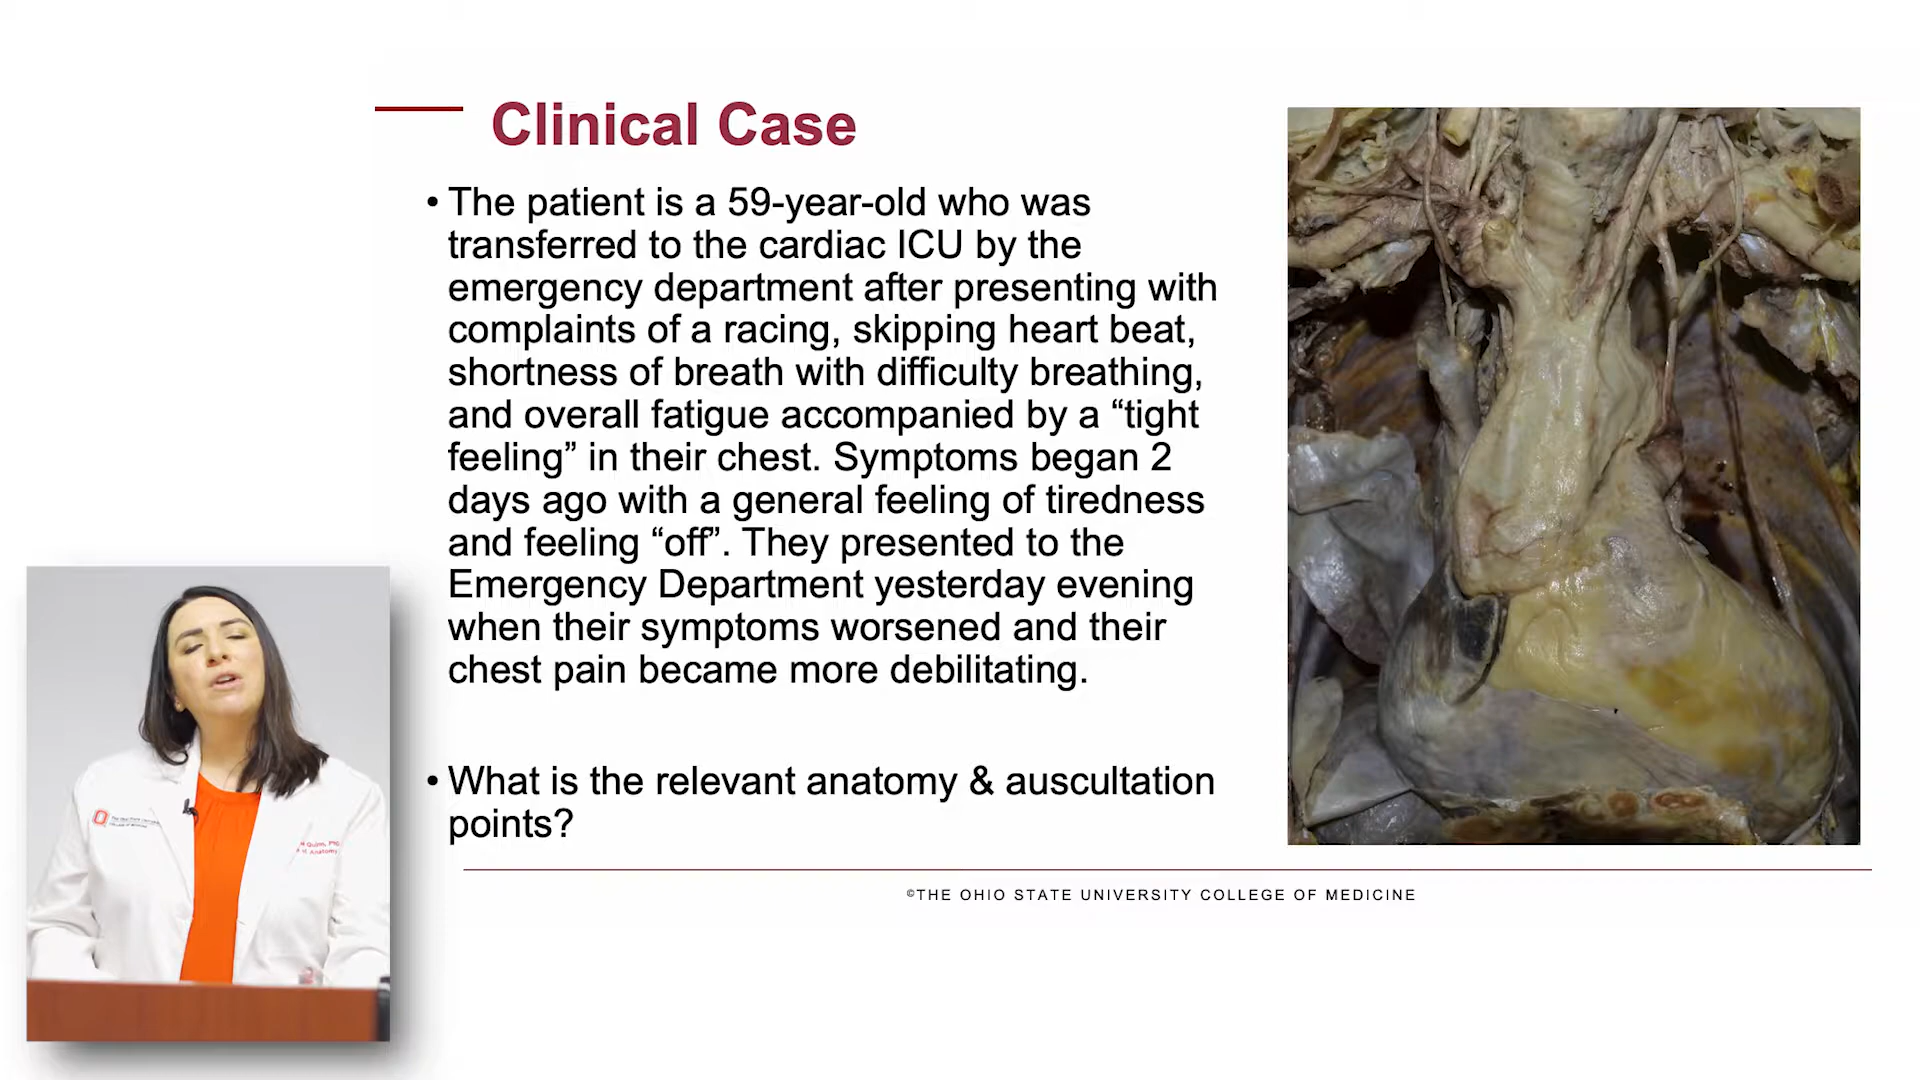 Clinical Case
• The patient is a 59-year-old who was
transferred to the cardiac ICU by the
emergency department after presenting with
complaints of a racing, skipping heart beat,
shortness of breath with difficulty breathing,
and overall fatigue accompanied by a “tight
feeling” in their chest. Symptoms began 2
days ago with a general feeling of tiredness
and feeling “off”. They presented to the
Emergency Department yesterday evening
when their symptoms worsened and their
chest pain became more debilitating.
• What is the relevant anatomy & auscultation
points?
©THE OHIO STATE UNIVERSITY COLLEGE OF MEDICINE